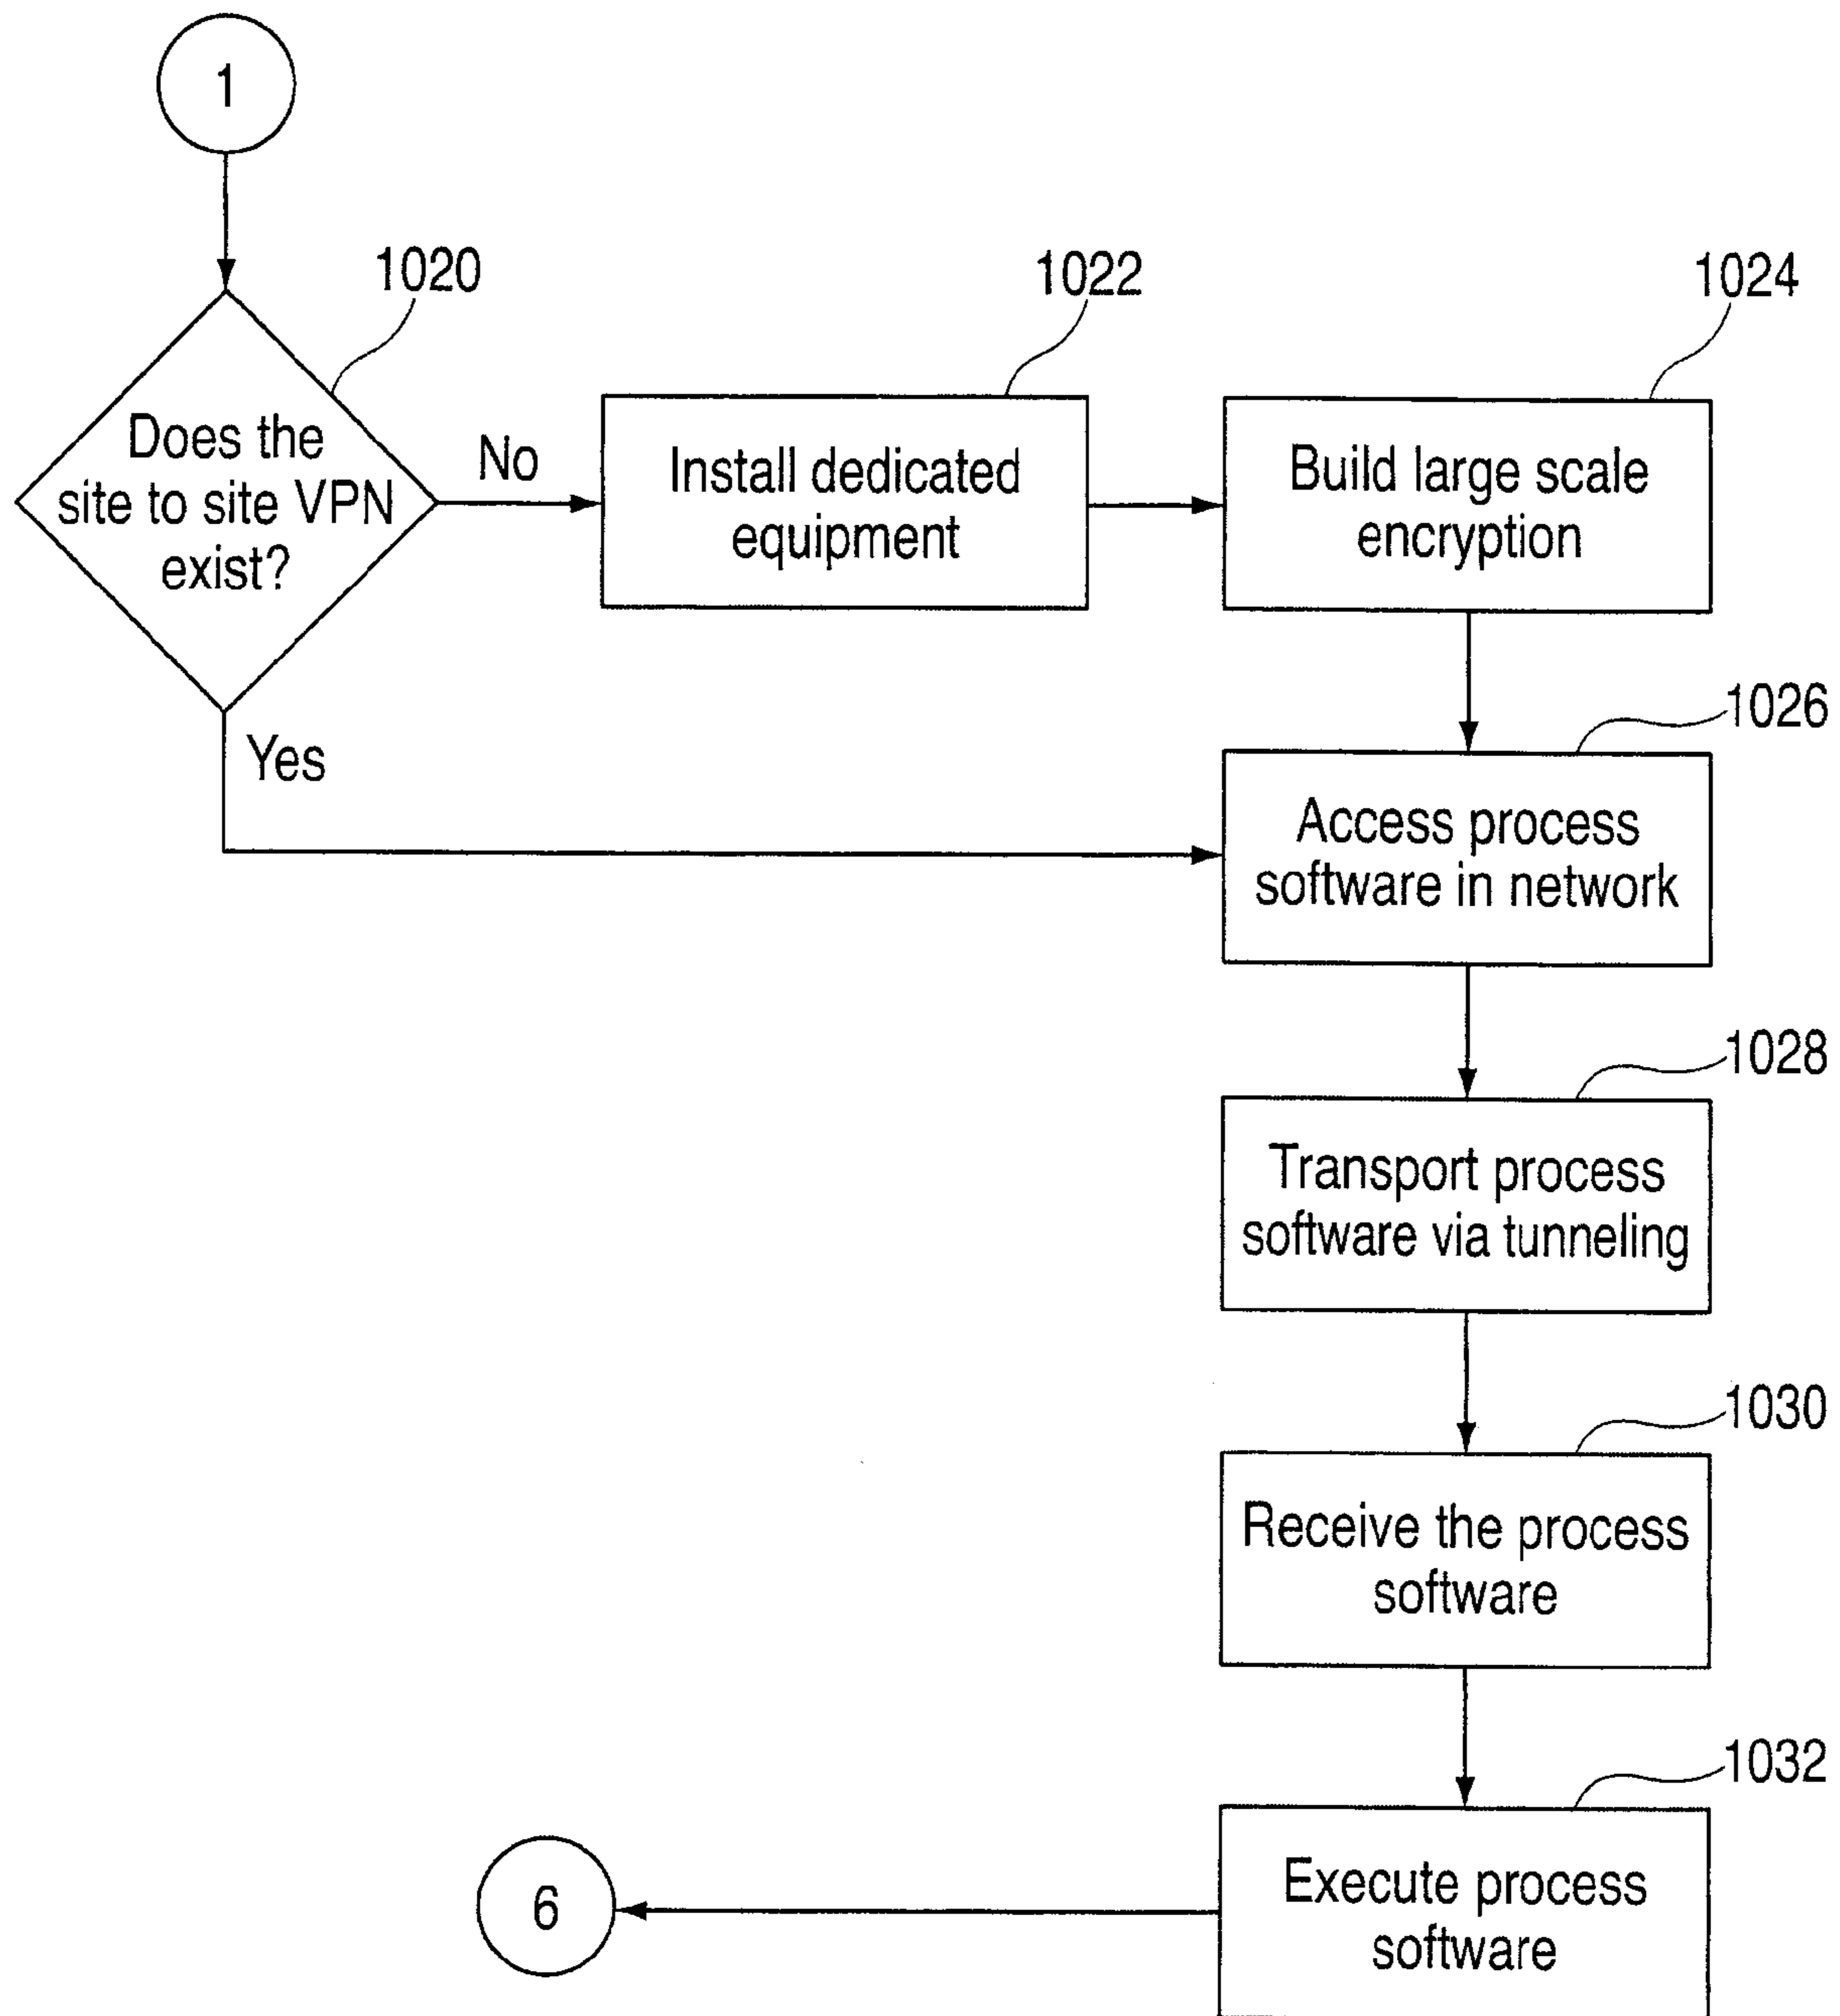 1
1020
Does the
site to site VPN
exist?
No
Yes
1022
Install dedicated
equipment
1024
Build large scale
encryption
1026
Access process
software in network
1028
Transport process
software via tunneling
1030
Receive the process
software
1032
Execute process
software
6